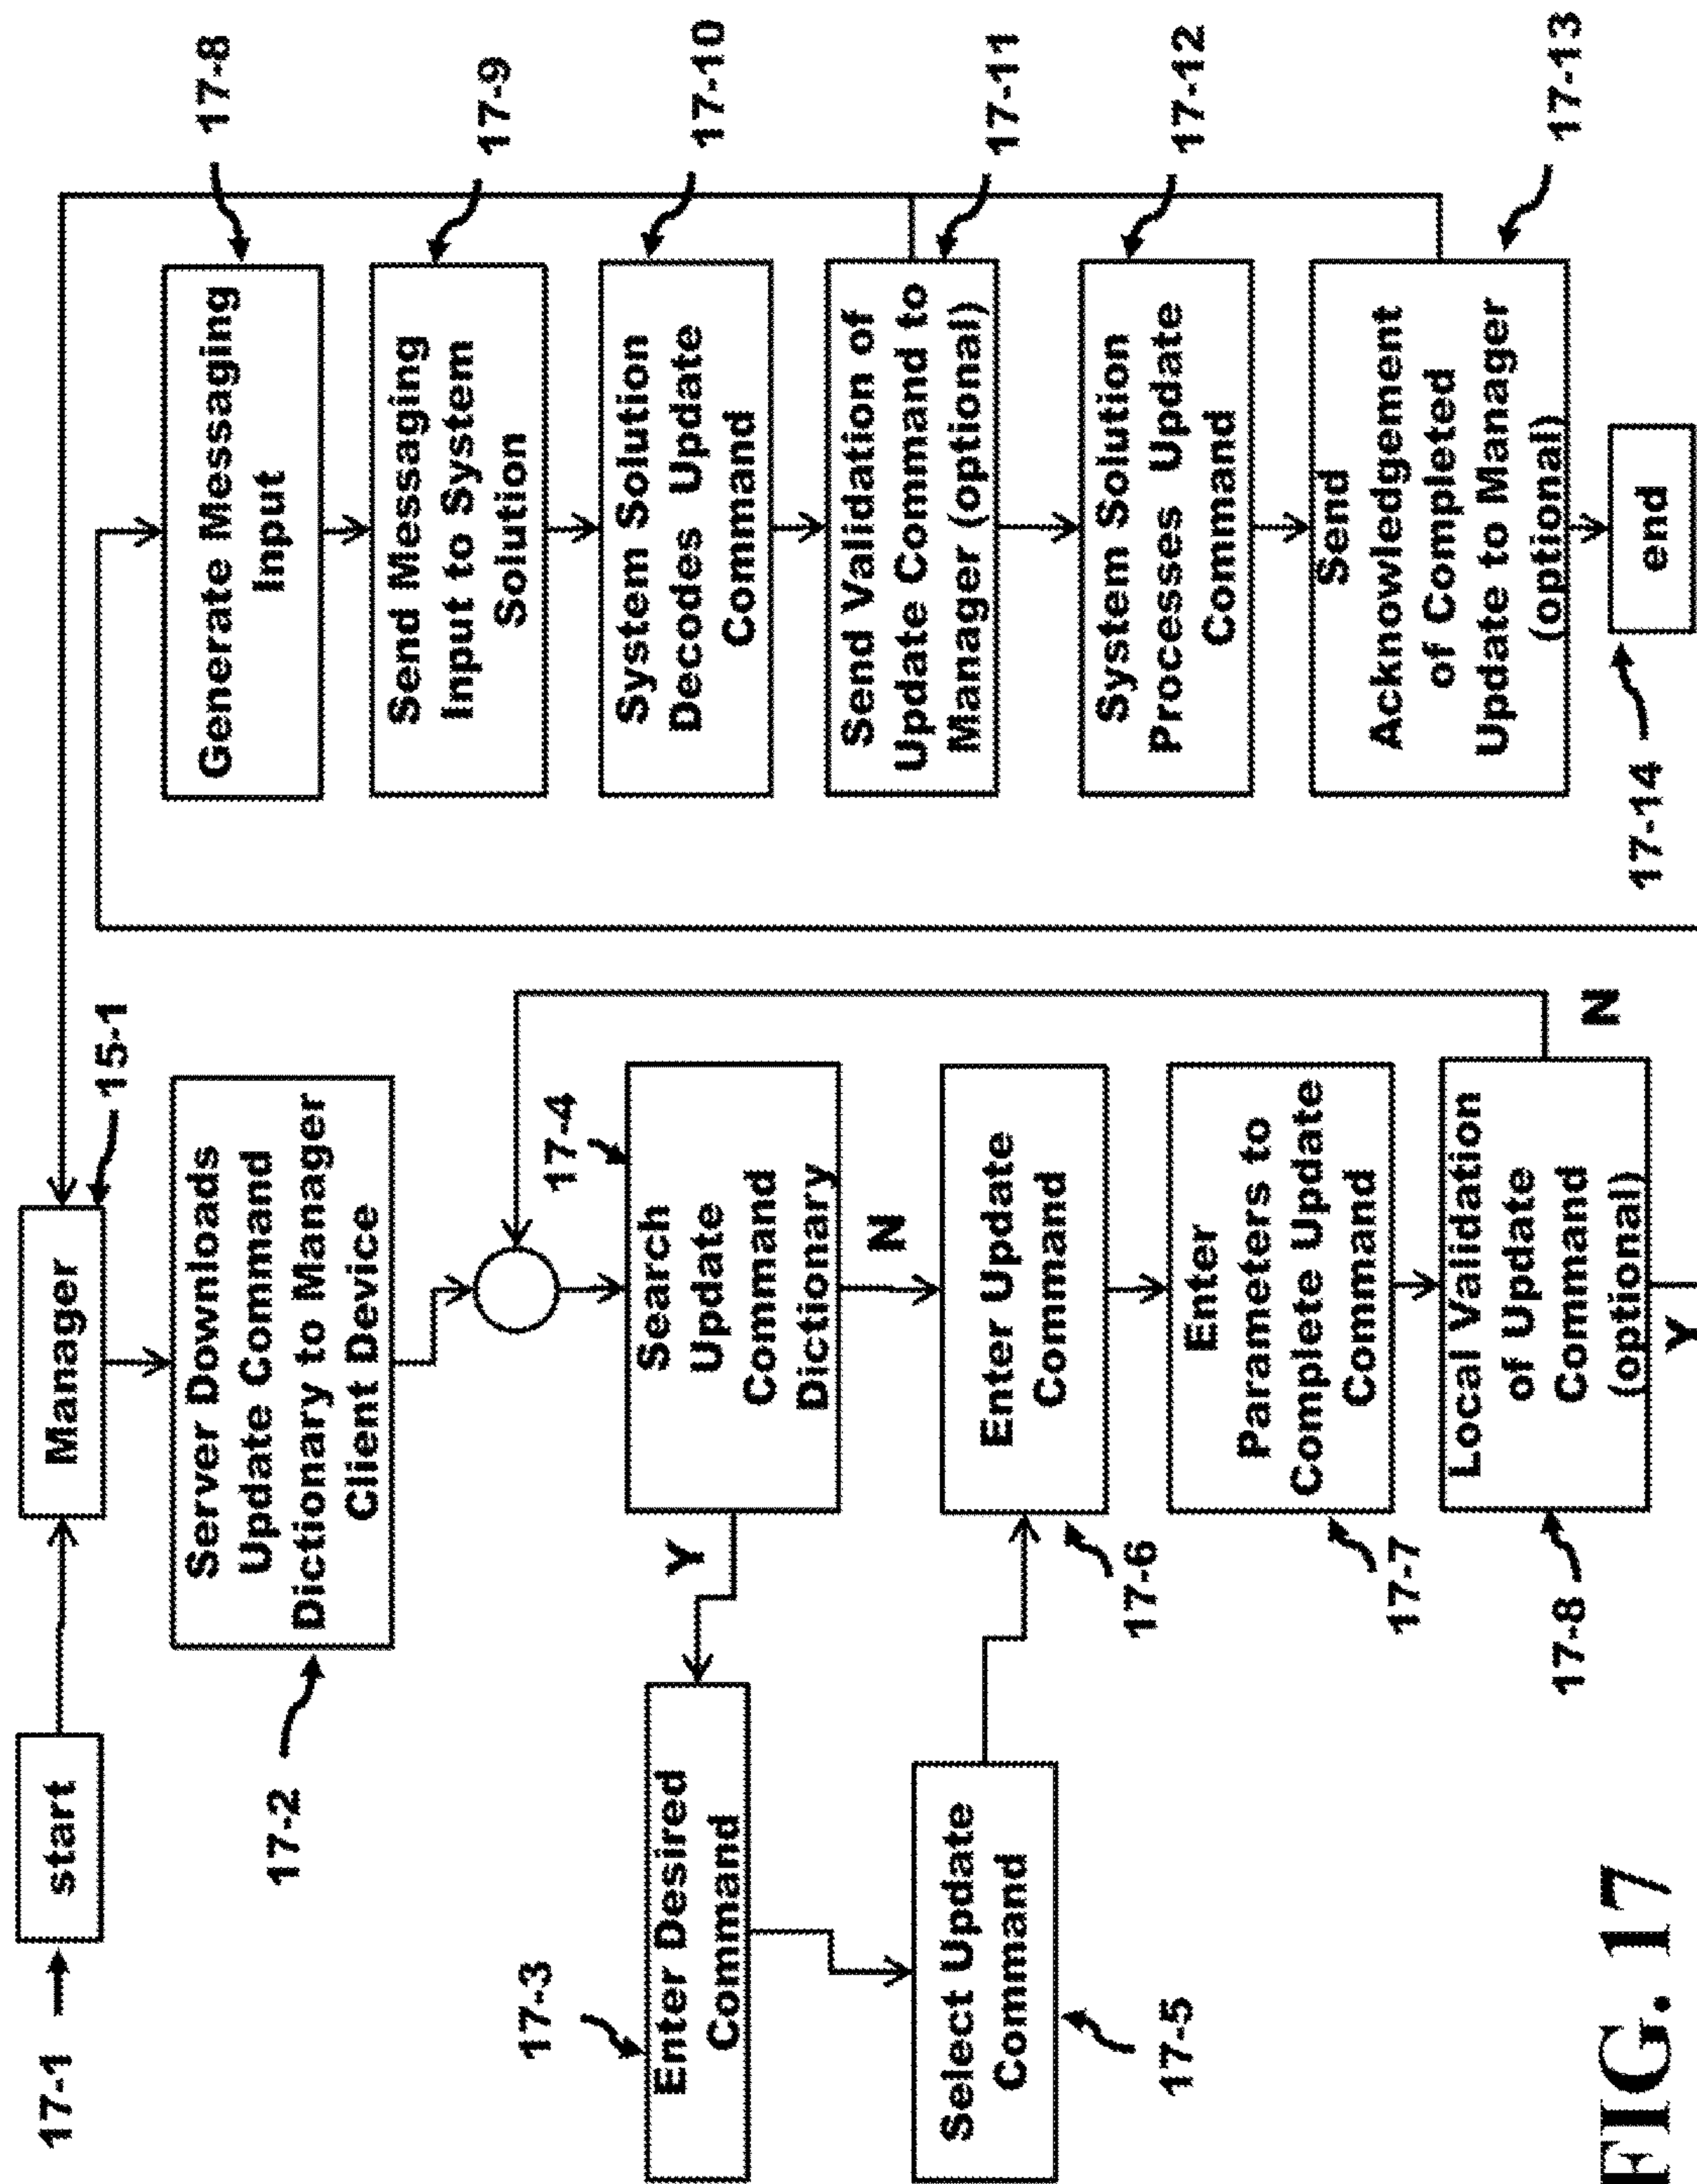 17-1
start
Manager
15-1
Server Downloads
Update Command
Dictionary to Manager
Client Device
17-2
17-4
Search
Update
Command
Dictionary
Y
N
17-3
Enter Desired
Command
Select Update
Command
17-5
Enter Update
Command
17-6
Enter
Parameters to
Complete Update
Command
17-7
Local Validation
of Update
Command
(optional)
17-8
N
Y
Generate Messaging
Input
17-8
Send Messaging
Input to System
Solution
17-9
System Solution
Decodes Update
Command
17-10
Send Validation of
Update Command to
Manager (optional)
17-11
System Solution
Processes Update
Command
17-12
Send
Acknowledgement
of Completed
Update to Manager
(optional)
17-13
end
17-14
FIG. 17